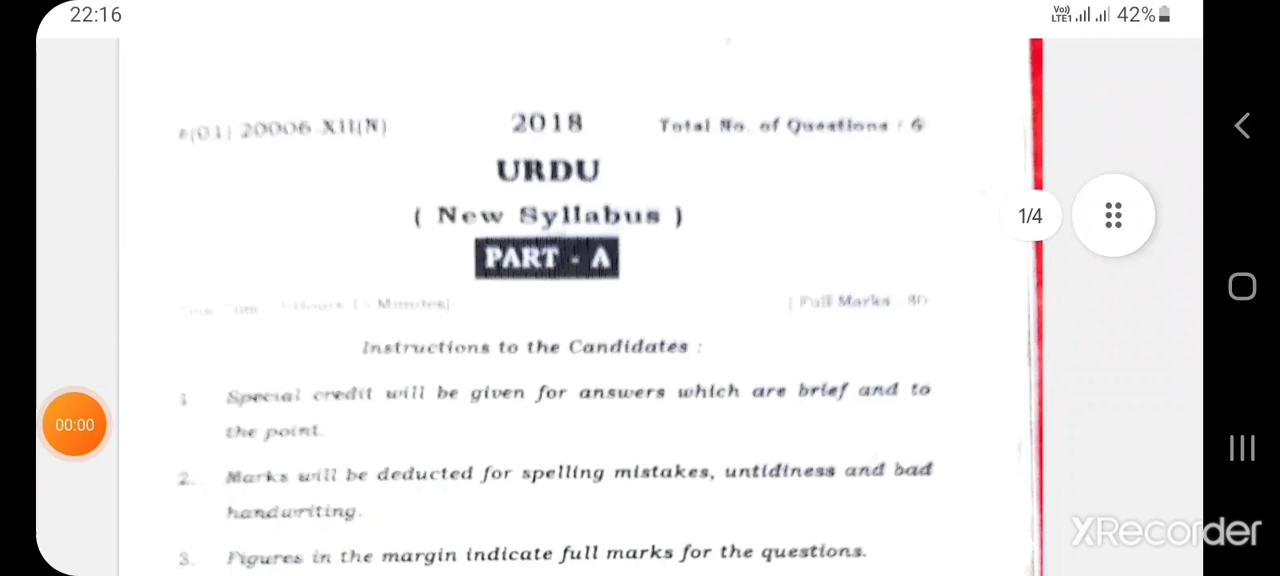 22:16
Vo)) LTE1 42%
2018
Total No. of Questions : 6
20006 XII(N)
URDU
( New Syllabus )
1/4
PART - A
Minutes]
[ Full Marks
Instructions to the Candidates :
1 Special credit will be given for answers which are brief and to
the point.
00:00
2. Marks will be deducted for spelling mistakes, untidiness and bad
handwriting.
3. Figures in the margin indicate full marks for the questions.
XRecorder